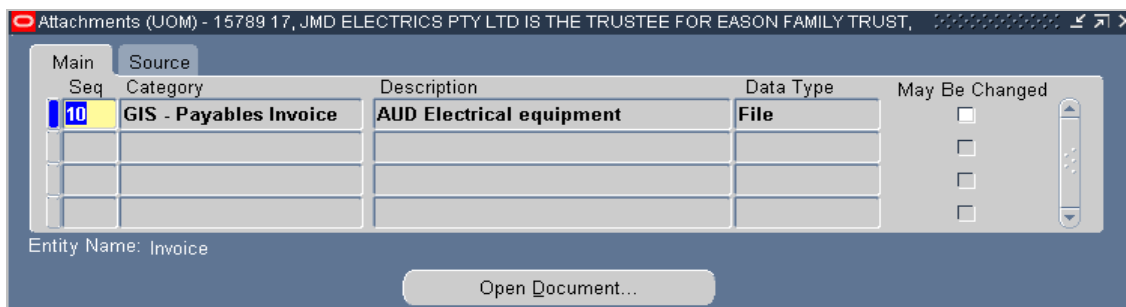 Attachments (UOM) - 15789 17, JMD ELECTRICS PTY LTD IS THE TRUSTEE FOR EASON FAMILY TRUST,
Main Source
Seq Category Description Data Type May Be Changed
10 GIS - Payables Invoice AUD Electrical equipment File
Entity Name: Invoice
Open Document...